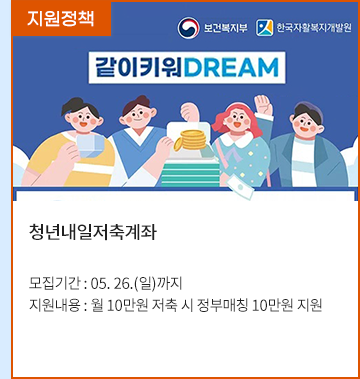 지원정책
보건복지부 한국자활복지개발원
같이키워DREAM
청년내일저축계좌
모집기간 : 05. 26.(일)까지
지원내용 : 월 10만원 저축 시 정부매칭 10만원 지원